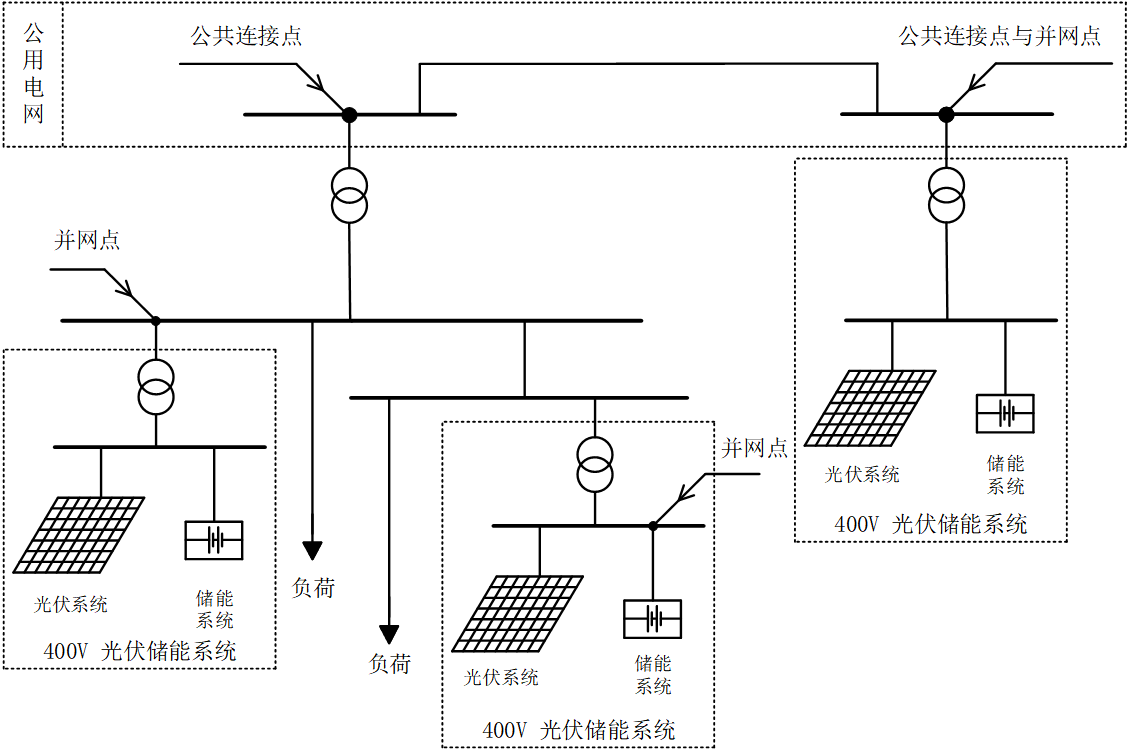 公用电网
公共连接点
公共连接点与并网点
并网点
光伏系统
储能
系统
400V 光伏储能系统
负荷
负荷
并网点
光伏系统
储能
系统
400V 光伏储能系统
光伏系统
储能
系统
400V 光伏储能系统